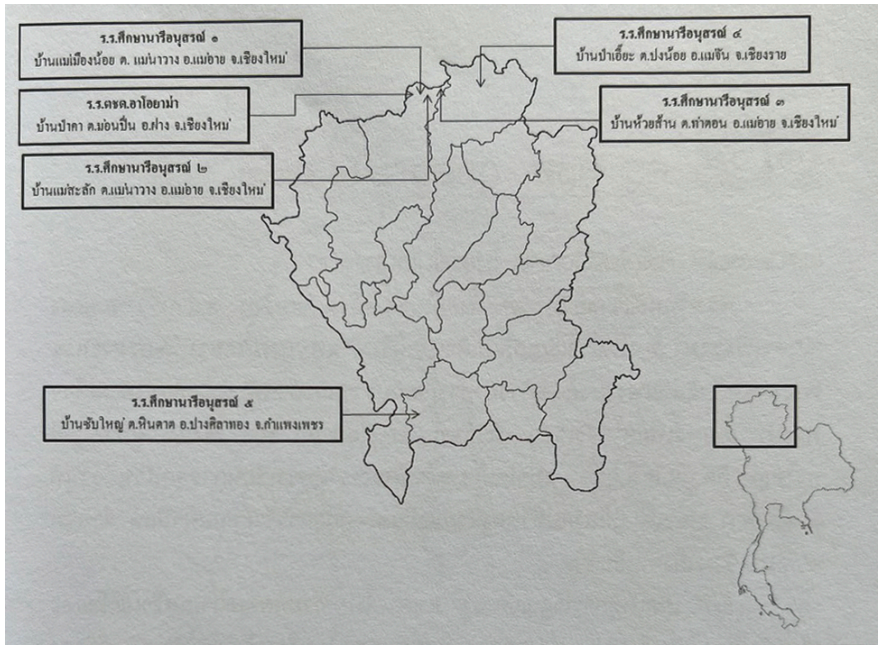 ร.ร.ศึกษานารีอนุสรณ์ ๑
บ้านแม่เมืองน้อย ต. แม่นาวาง อ.แม่อาย จ.เชียงใหม่
ร.ร.ตชด.อาโอยาม่า
บ้านป่าคา ต.ม่อนปิ่น อ.ฝาง จ.เชียงใหม่
ร.ร.ศึกษานารีอนุสรณ์ ๒
บ้านแม่สะลัก ต.แม่นาวาง อ.แม่อาย จ.เชียงใหม่
ร.ร.ศึกษานารีอนุสรณ์ ๔
บ้านป่าเอี้ยะ ต.ปงน้อย อ.แม่จัน จ.เชียงราย
ร.ร.ศึกษานารีอนุสรณ์ ๓
บ้านห้วยส้าน ต.ท่าตอน อ.แม่อาย จ.เชียงใหม่
ร.ร.ศึกษานารีอนุสรณ์ ๕
บ้านซับใหญ่ ต.หินดาต อ.ปางศิลาทอง จ.กำแพงเพชร